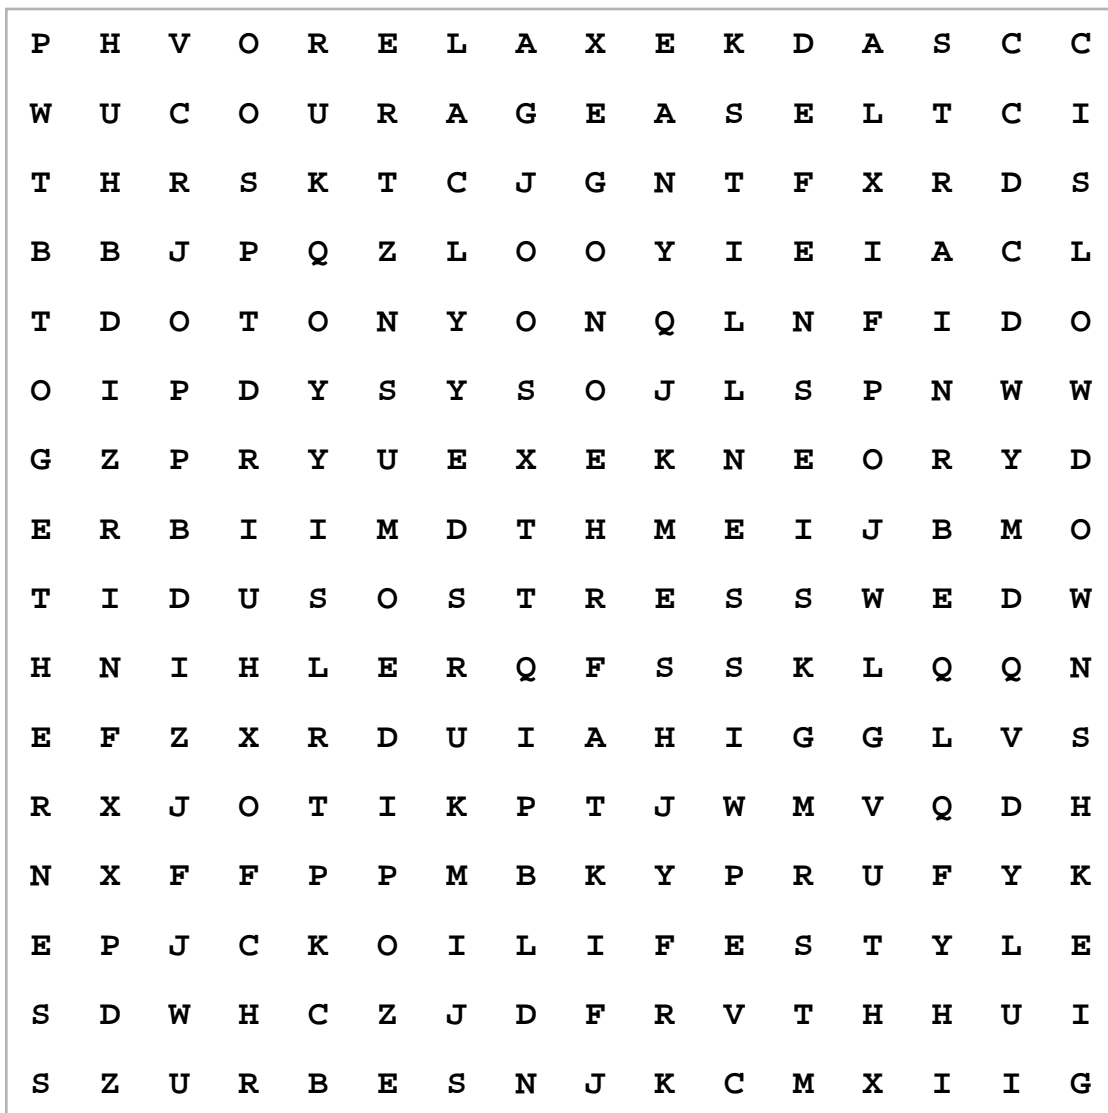 P H V O R E L A X E K D A S C C
W U C O U R A G E A S E L T C I
T H R S K T C J G N T F X R D S
B B J P Q Z L O O Y I E I A C L
T D O T O N Y O N Q L N F I D O
O I P D Y S Y S O J L S P N W W
G Z P R Y U E X E K N E O R Y D
E R B I I M D T H M E I J B M O
T I D U S O S T R E S S W E D W
H N I H L E R Q F S S K L Q Q N
E F Z X R D U I A H I G G L V S
R X J O T I K P T J W M V Q D H
N X F F P P M B K Y P R U F Y K
E P J C K O I L I F E S T Y L E
S D W H C Z J D F R V T H H U I
S Z U R B E S N J K C M X I I G